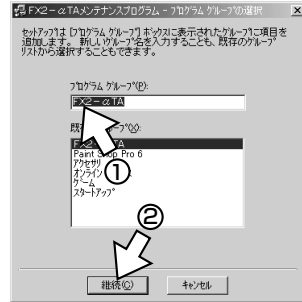 FX2-αTAメンテナンスプログラム - プログラム グループの選択
セットアップは [プログラム グループ] ボックスに表示されたグループに項目を
追加します。 新しいグループ名を入力することも、既存のグループ
リストから選択することもできます。
プログラム グループ(P):
FX2-αTA
(X):
FX2-αTA
Paint Shop Pro 6
アクセサリ
オンライン
ゲーム
スタートアップ
①
②
継続(C)
キャンセル